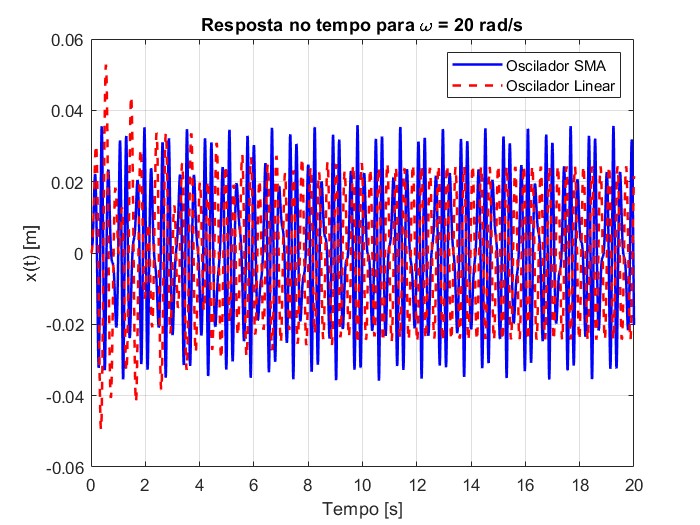 Resposta no tempo para ω = 20 rad/s
Oscilador SMA
Oscilador Linear
0.06
0.04
0.02
0
-0.02
-0.04
-0.06
x(t) [m]
0 2 4 6 8 10 12 14 16 18 20
Tempo [s]